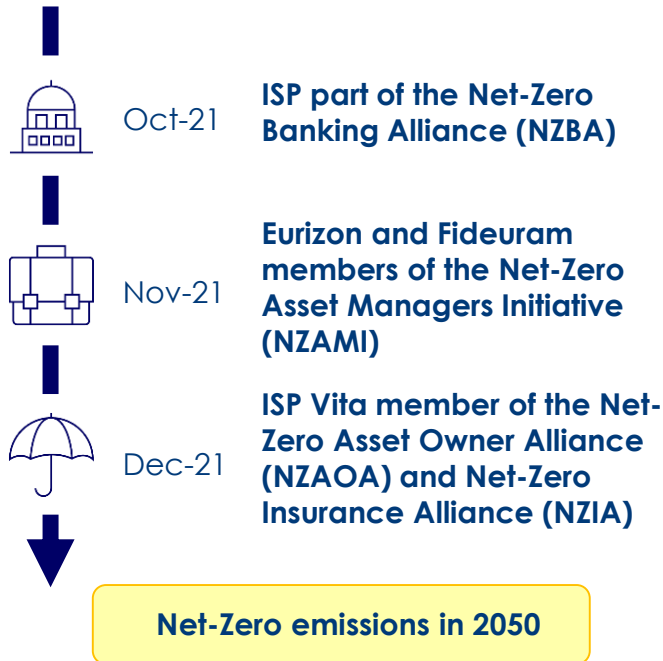 Oct-21
ISP part of the Net-Zero
Banking Alliance (NZBA)
Nov-21
Eurizon and Fideuram
members of the Net-Zero
Asset Managers Initiative
(NZAMI)
Dec-21
ISP Vita member of the Net-
Zero Asset Owner Alliance
(NZAOA) and Net-Zero
Insurance Alliance (NZIA)
Net-Zero emissions in 2050